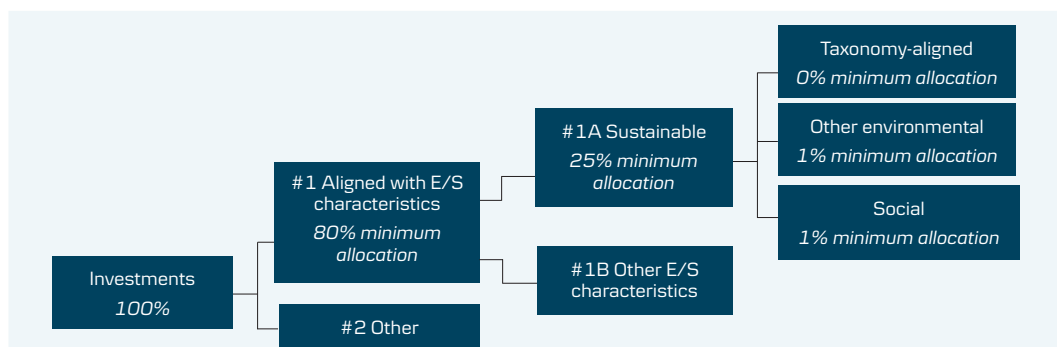 Investments
100%
#1 Aligned with E/S
characteristics
80% minimum
allocation
#2 Other
#1A Sustainable
25% minimum
allocation
#1B Other E/S
characteristics
Taxonomy-aligned
0% minimum allocation
Other environmental
1% minimum allocation
Social
1% minimum allocation